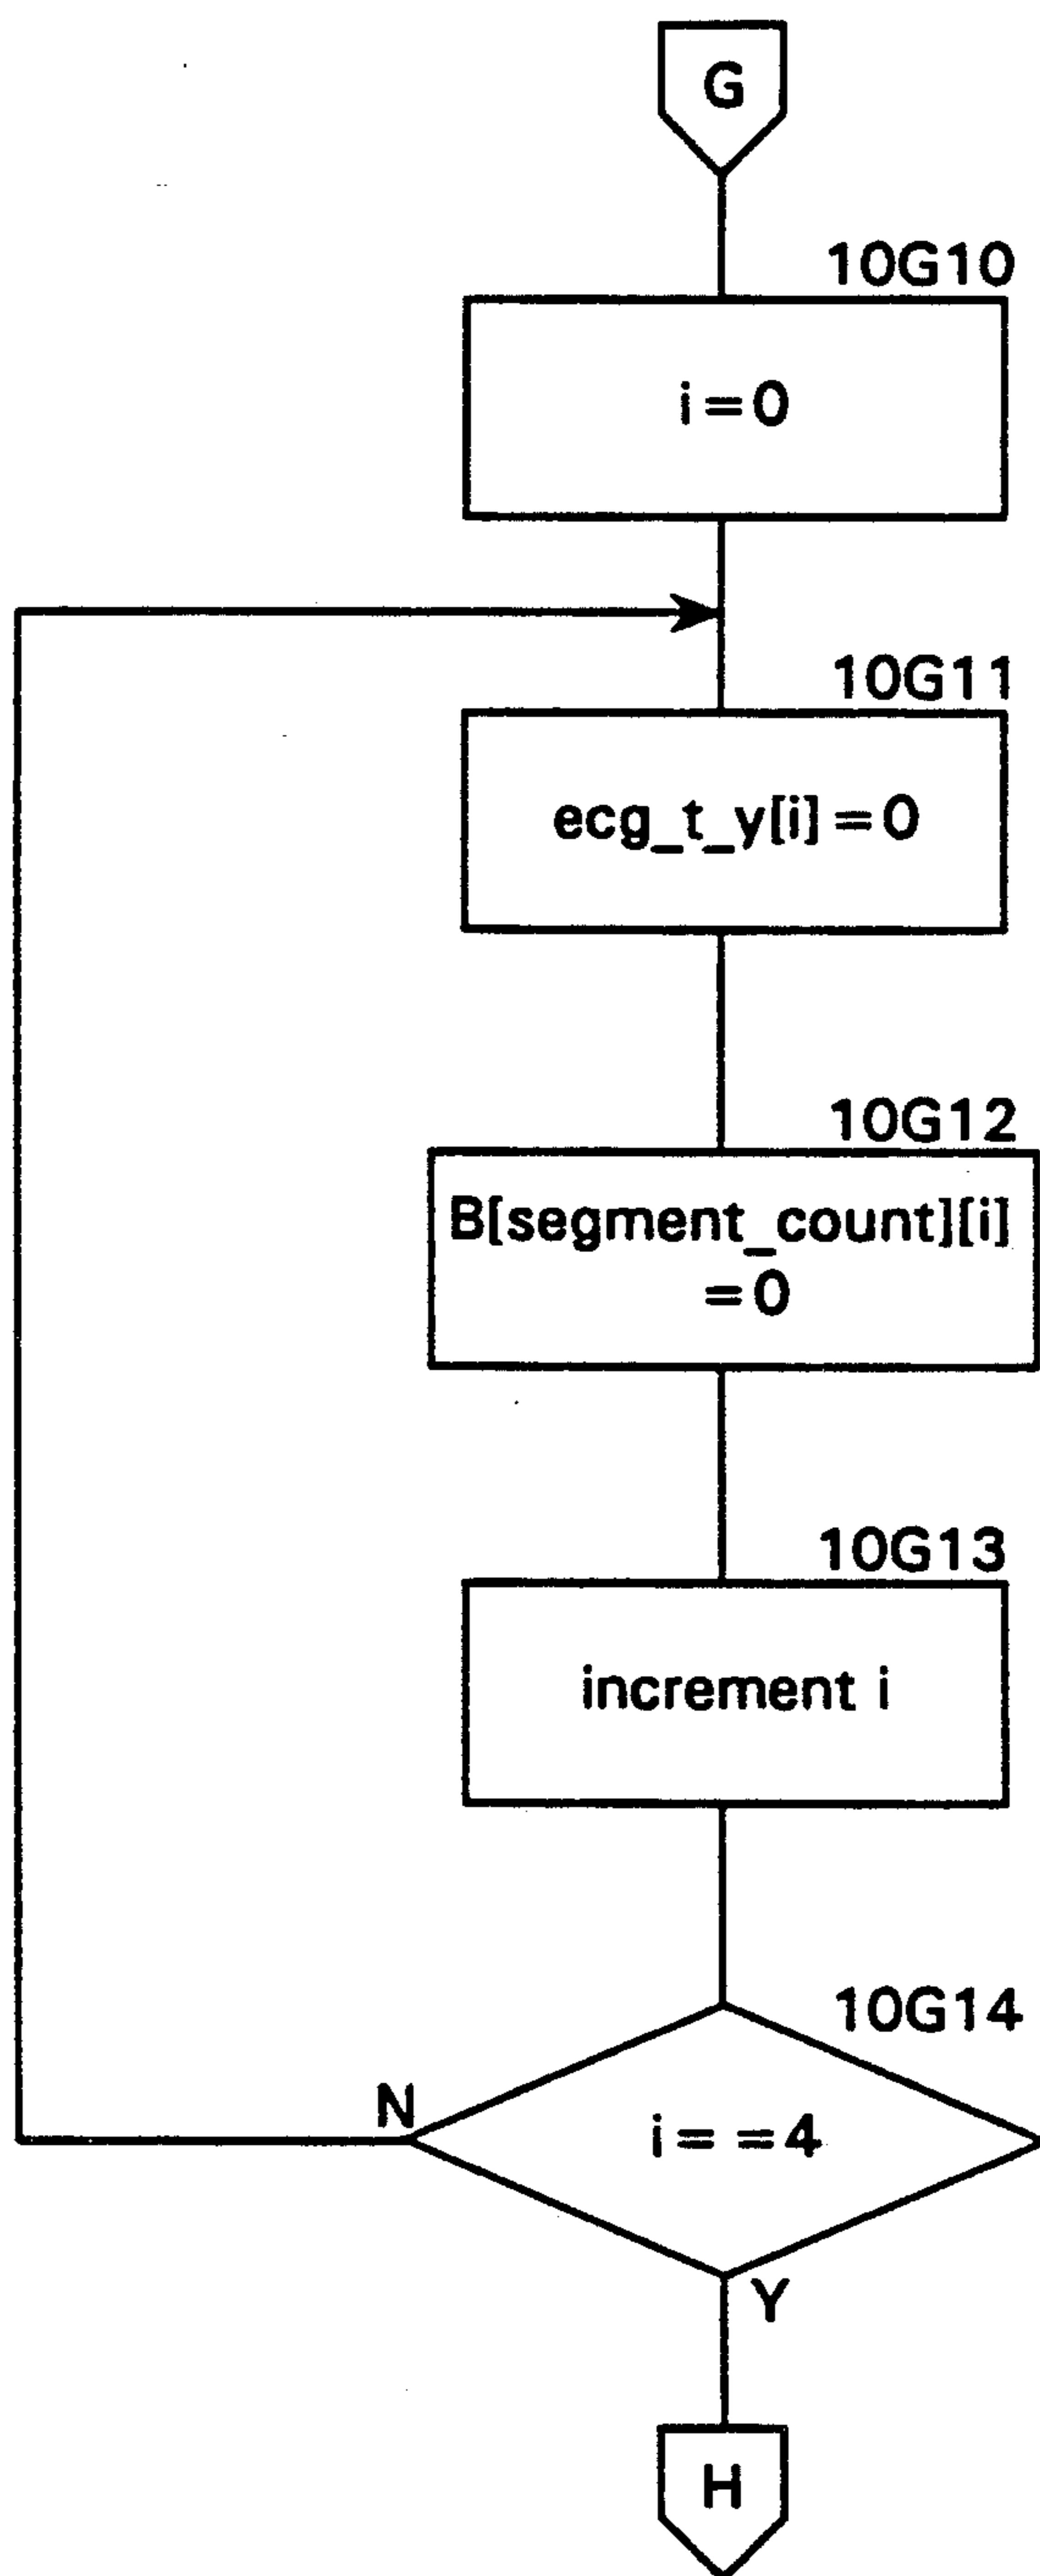 G
10G10
i=0
10G11
ecg_t_y[i]=0
10G12
B[segment_count][i]
=0
10G13
increment i
10G14
N
i==4
Y
H